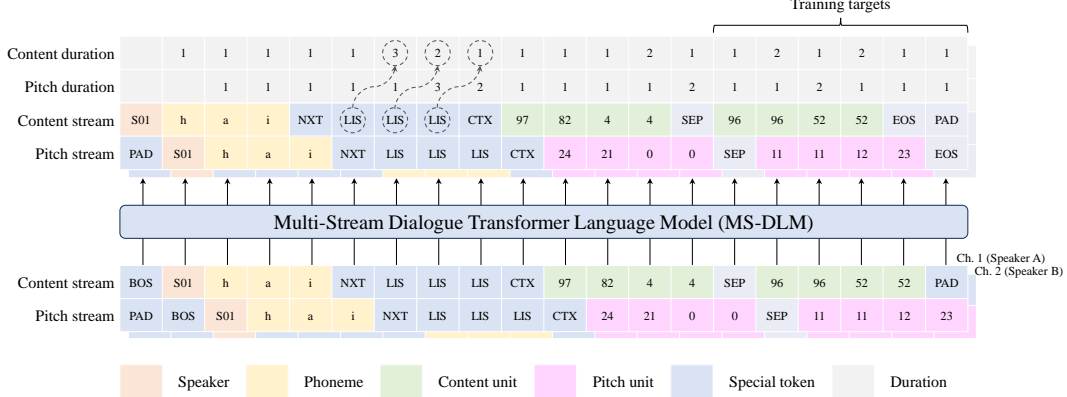 Training targets
Content duration 1 1 1 1 1 3 2 1 1 1 1 2 1 1 2 1 2 1 1
Pitch duration 1 1 1 1 1 3 2 1 1 1 1 2 1 1 2 1 1 1
Content stream S01 h a i NXT LIS LIS LIS CTX 97 82 4 4 SEP 96 96 52 52 EOS PAD
Pitch stream PAD S01 h a i NXT LIS LIS LIS CTX 24 21 0 0 SEP 11 11 12 23 EOS
Multi-Stream Dialogue Transformer Language Model (MS-DLM)
Ch. 1 (Speaker A)
Ch. 2 (Speaker B)
Content stream BOS S01 h a i NXT LIS LIS LIS CTX 97 82 4 4 SEP 96 96 52 52 PAD
Pitch stream PAD BOS S01 h a i NXT LIS LIS LIS CTX 24 21 0 0 SEP 11 11 12 23
Speaker Phoneme Content unit Pitch unit Special token Duration